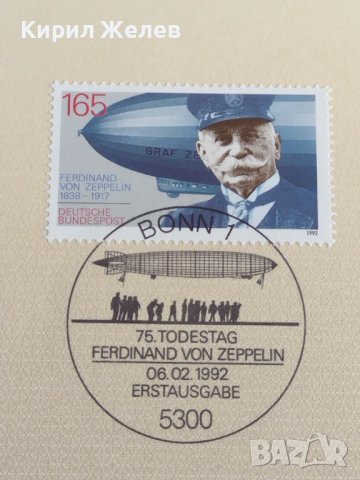 Кирил Желев
165
GRAF ZE
FERDINAND
VON ZEPPELIN
1838 – 1917
DEUTSCHE
BUNDESPOST
1992
BONN 1
75. TODESTAG
FERDINAND VON ZEPPELIN
06.02.1992
ERSTAUSGABE
5300
BAZAR